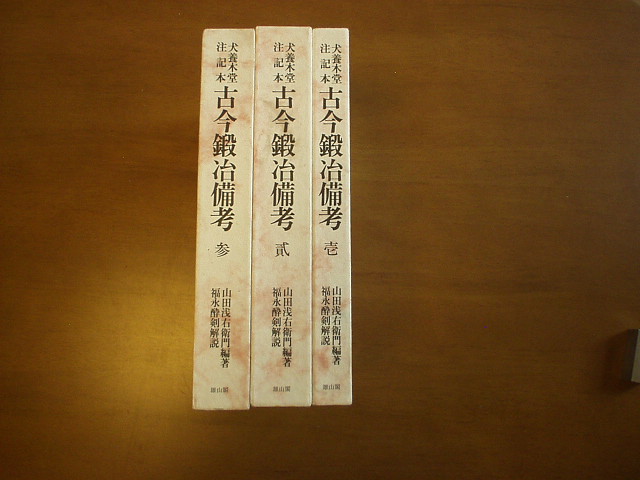 犬養木堂
注記本
古今鍛冶備考
壱
山田浅右衛門編著
福永酔剣解説
雄山閣
犬養木堂
注記本
古今鍛冶備考
貳
山田浅右衛門編著
福永酔剣解説
雄山閣
犬養木堂
注記本
古今鍛冶備考
参
山田浅右衛門編著
福永酔剣解説
雄山閣